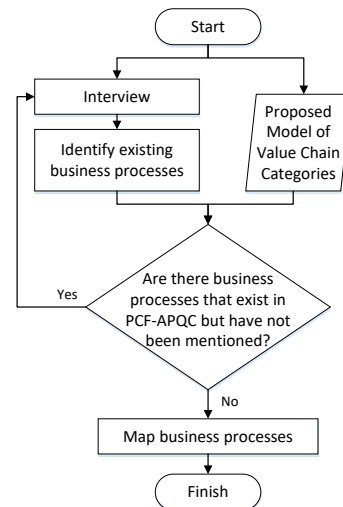 Start
Interview
Identify existing
business processes
Proposed
Model of
Value Chain
Categories
Are there business
processes that exist in
PCF-APQC but have not
been mentioned?
Yes
No
Map business processes
Finish